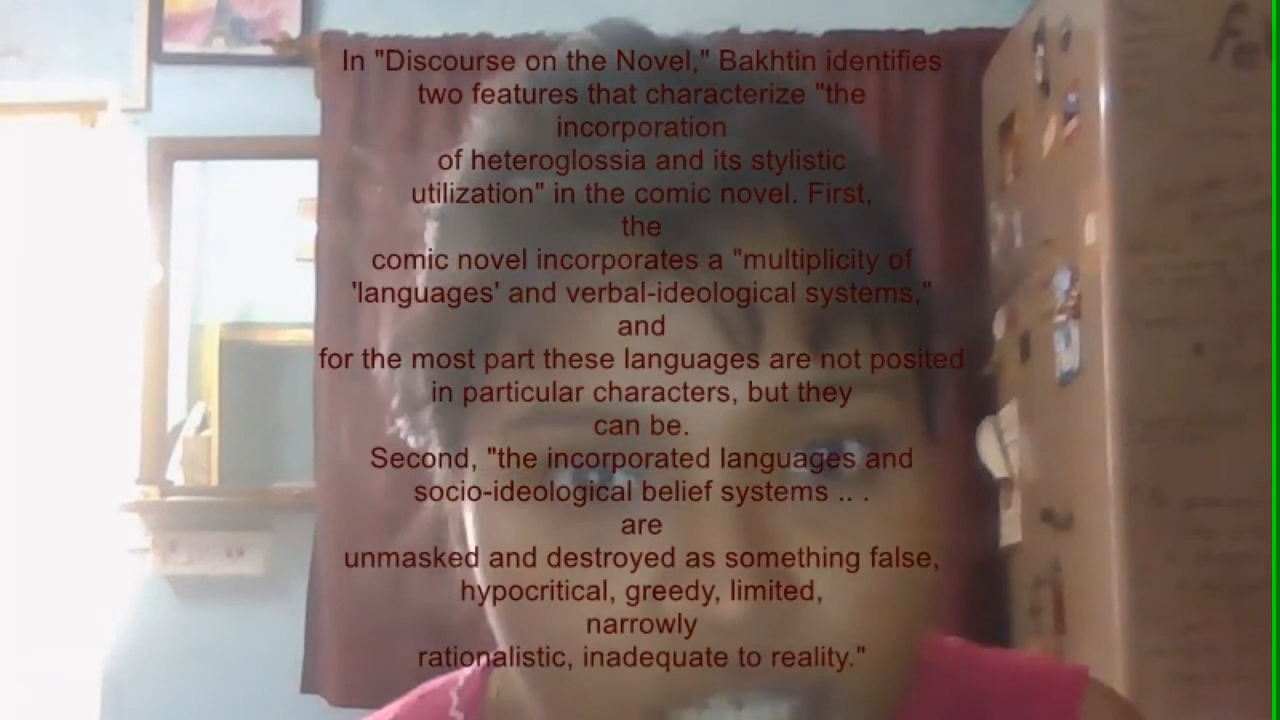 In "Discourse on the Novel," Bakhtin identifies
two features that characterize "the
incorporation
of heteroglossia and its stylistic
utilization" in the comic novel. First,
the
comic novel incorporates a "multiplicity of
'languages' and verbal-ideological systems,"
and
for the most part these languages are not posited
in particular characters, but they
can be.
Second, "the incorporated languages and
socio-ideological belief systems .. .
are
unmasked and destroyed as something false,
hypocritical, greedy, limited,
narrowly
rationalistic, inadequate to reality."